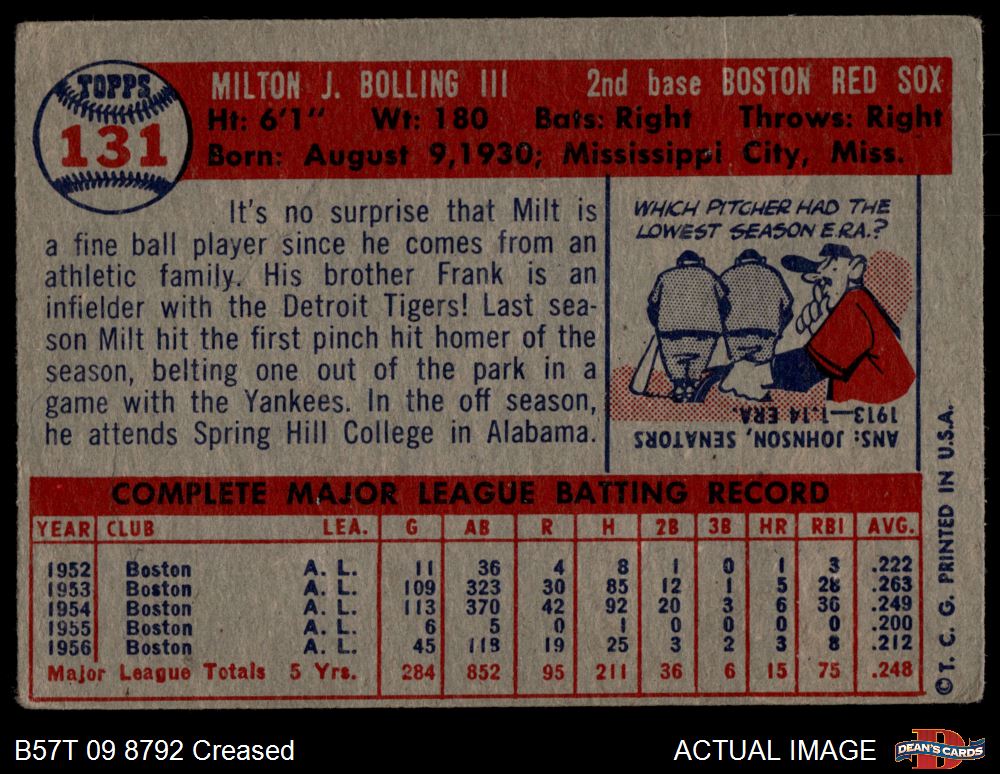 TOPPS
131
MILTON J. BOLLING III 2nd base BOSTON RED SOX
Ht: 6'1" Wt: 180 Bats: Right Throws: Right
Born: August 9, 1930; Mississippi City, Miss.
It's no surprise that Milt is
a fine ball player since he comes from an
athletic family. His brother Frank is an
infielder with the Detroit Tigers! Last sea-
son Milt hit the first pinch hit homer of the
season, belting one out of the park in a
game with the Yankees. In the off season,
he attends Spring Hill College in Alabama.
WHICH PITCHER HAD THE
LOWEST SEASON E.R.A.?
ANS: JOHNSON, SENATORS
1913—1.14 ERA.
COMPLETE MAJOR LEAGUE BATTING RECORD
YEAR CLUB LEA. G AB R H 2B 3B HR RBI AVG.
1952 Boston A. L. 11 36 4 8 1 0 1 3 .222
1953 Boston A. L. 109 323 30 85 12 1 5 28 .263
1954 Boston A. L. 113 370 42 92 20 3 6 36 .249
1955 Boston A. L. 6 5 0 1 0 0 0 0 .200
1956 Boston A. L. 45 118 19 25 3 2 3 8 .212
Major League Totals 5 Yrs. 284 852 95 211 36 6 15 75 .248
© T. C. G. PRINTED IN U.S.A.
B57T 09 8792 Creased
ACTUAL IMAGE
D
DEAN'S CARDS